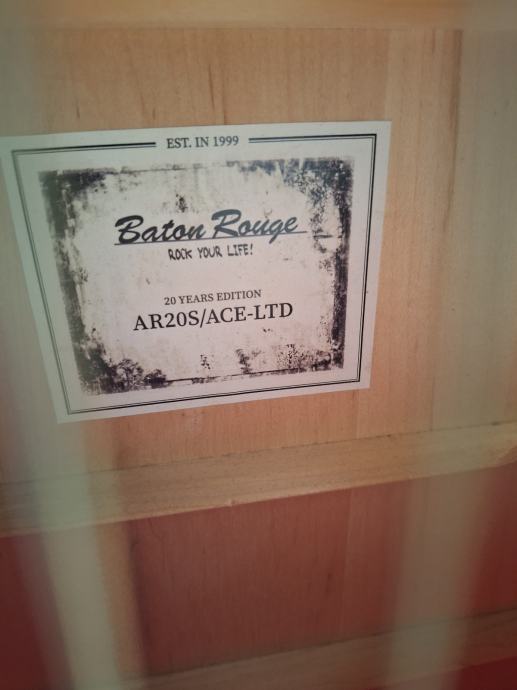 EST. IN 1999
Baton Rouge
ROCK YOUR LIFE!
20 YEARS EDITION
AR20S/ACE-LTD